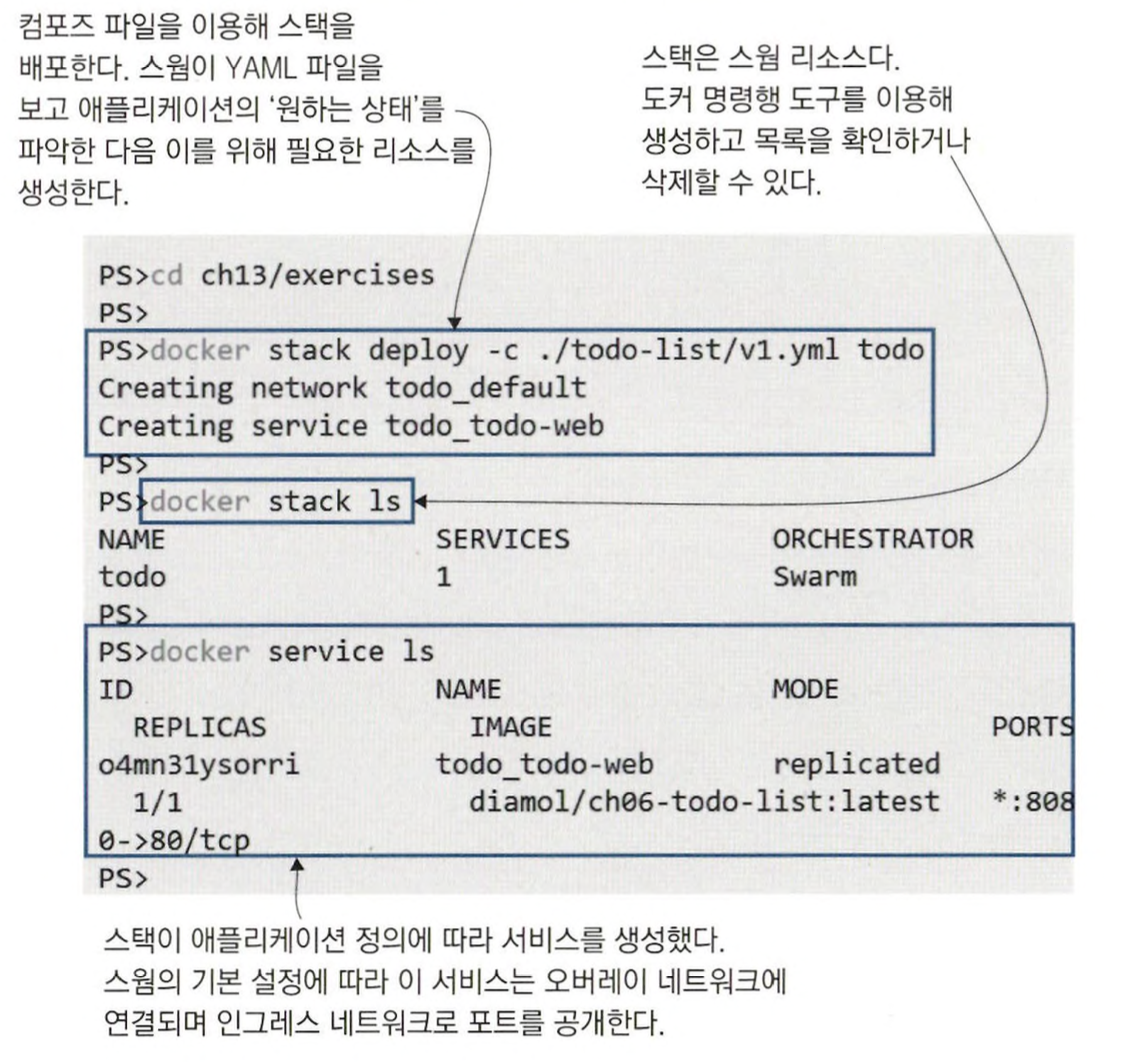 컴포즈 파일을 이용해 스택을
배포한다. 스웜이 YAML 파일을
보고 애플리케이션의 ‘원하는 상태’를
파악한 다음 이를 위해 필요한 리소스를
생성한다.
스택은 스웜 리소스다.
도커 명령행 도구를 이용해
생성하고 목록을 확인하거나
삭제할 수 있다.
PS>cd ch13/exercises
PS>
PS>docker stack deploy -c ./todo-list/v1.yml todo
Creating network todo_default
Creating service todo_todo-web
PS>
PS>docker stack ls
NAME SERVICES ORCHESTRATOR
todo 1 Swarm
PS>
PS>docker service ls
ID NAME MODE
REPLICAS IMAGE PORTS
o4mn31ysorri todo_todo-web replicated
1/1 diamol/ch06-todo-list:latest *:808
0->80/tcp
PS>
스택이 애플리케이션 정의에 따라 서비스를 생성했다.
스웜의 기본 설정에 따라 이 서비스는 오버레이 네트워크에
연결되며 인그레스 네트워크로 포트를 공개한다.